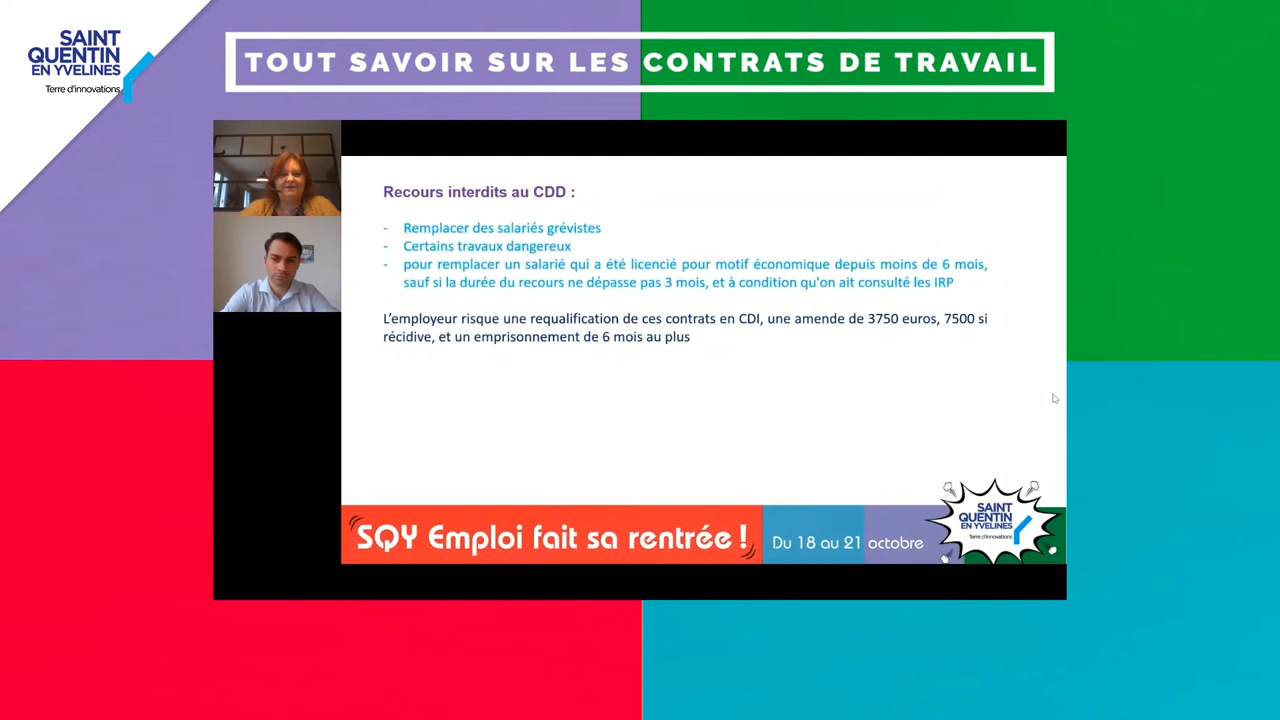 SAINT
QUENTIN
EN YVELINES
Terre d'innovations
TOUT SAVOIR SUR LES CONTRATS DE TRAVAIL
Recours interdits au CDD :
- Remplacer des salariés grévistes
- Certains travaux dangereux
- pour remplacer un salarié qui a été licencié pour motif économique depuis moins de 6 mois,
sauf si la durée du recours ne dépasse pas 3 mois, et à condition qu'on ait consulté les IRP
L'employeur risque une requalification de ces contrats en CDI, une amende de 3750 euros, 7500 si
récidive, et un emprisonnement de 6 mois au plus
SQY Emploi fait sa rentrée !
Du 18 au 21 octobre
SAINT
QUENTIN
EN YVELINES
Terre d'innovations